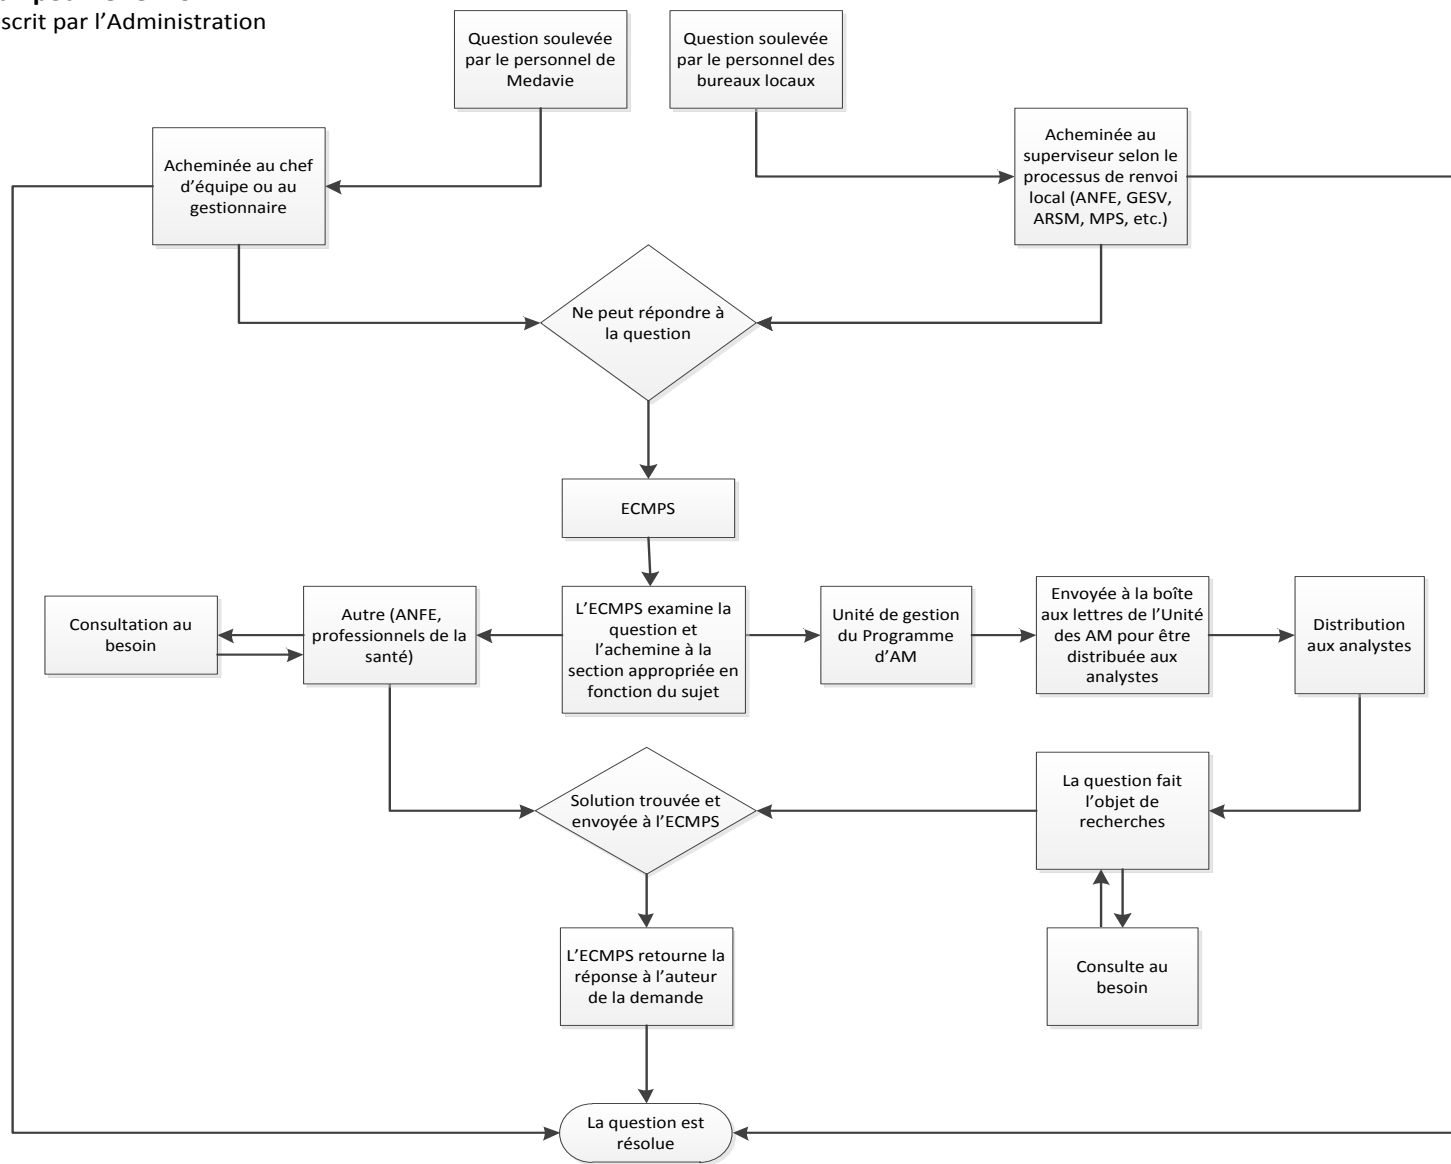 scrit par l’Administration
Question soulevée
par le personnel de
Medavie
Question soulevée
par le personnel des
bureaux locaux
Acheminée au chef
d’équipe ou au
gestionnaire
Acheminée au
superviseur selon le
processus de renvoi
local (ANFE, GESV,
ARSM, MPS, etc.)
Ne peut répondre à
la question
ECMPS
Consultation au
besoin
Autre (ANFE,
professionnels de la
santé)
L’ECMPS examine la
question et
l’achemine à la
section appropriée en
fonction du sujet
Unité de gestion
du Programme
d’AM
Envoyée à la boîte
aux lettres de l’Unité
des AM pour être
distribuée aux
analystes
Distribution
aux analystes
Solution trouvée et
envoyée à l’ECMPS
La question fait
l’objet de
recherches
L’ECMPS retourne la
réponse à l’auteur
de la demande
Consulte au
besoin
La question est
résolue